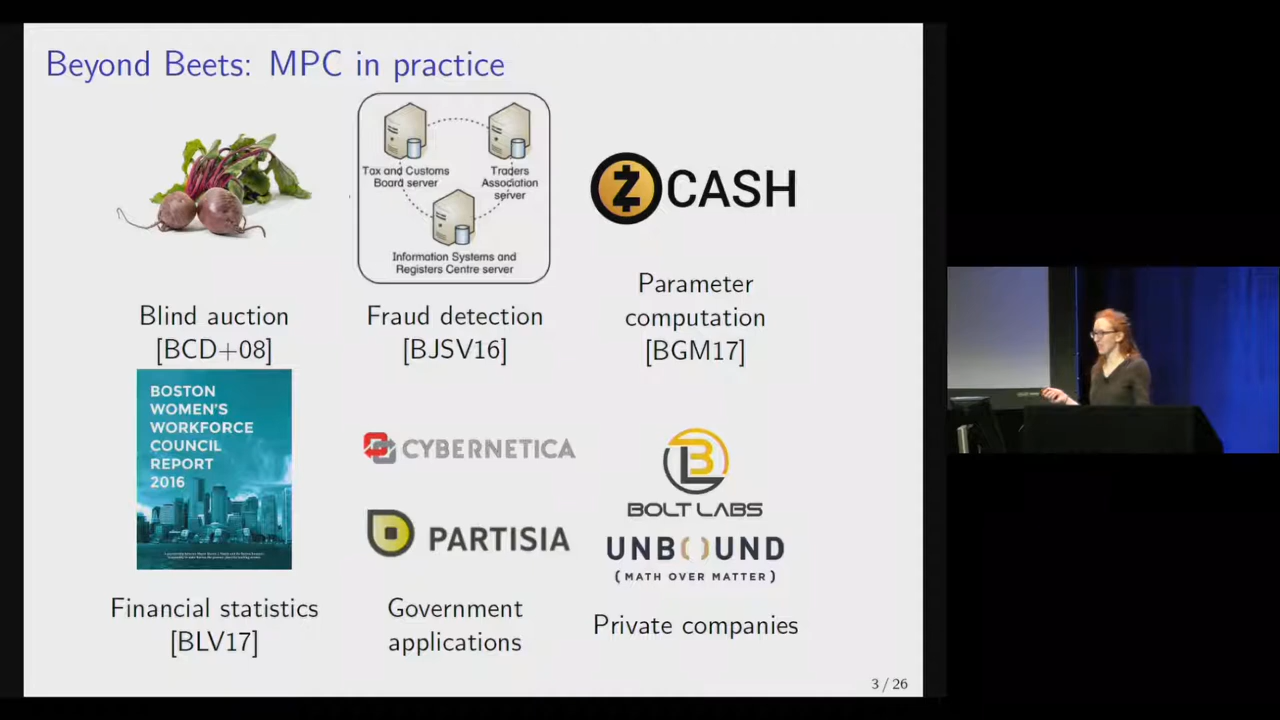 Beyond Beets: MPC in practice
Tax and Customs
Board server
Traders
Association
server
Information Systems and
Registers Centre server
ZCASH
Blind auction
[BCD+08]
Fraud detection
[BJSV16]
Parameter
computation
[BGM17]
BOSTON
WOMEN'S
WORKFORCE
COUNCIL
REPORT
2016
CYBERNETICA
PARTISIA
BOLT LABS
UNBOUND
(MATH OVER MATTER)
Financial statistics
[BLV17]
Government
applications
Private companies
3 / 26